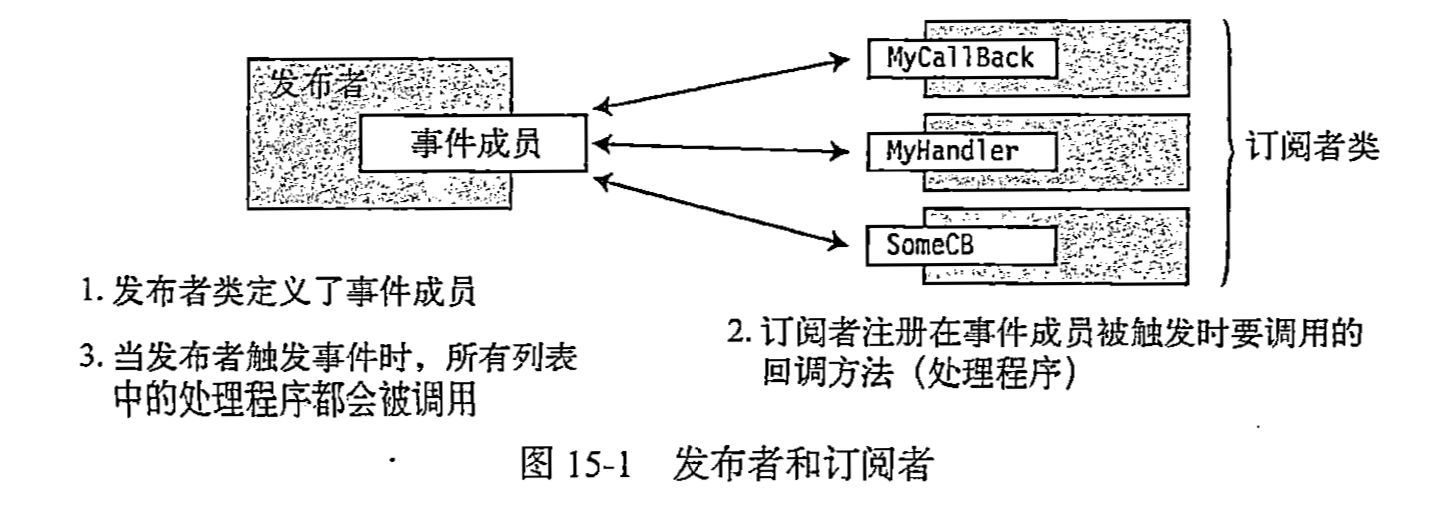 发布者
事件成员
MyCallBack
MyHandler
SomeCB
订阅者类
1. 发布者类定义了事件成员
3. 当发布者触发事件时，所有列表
中的处理程序都会被调用
2. 订阅者注册在事件成员被触发时要调用的
回调方法（处理程序）
图 15-1 发布者和订阅者